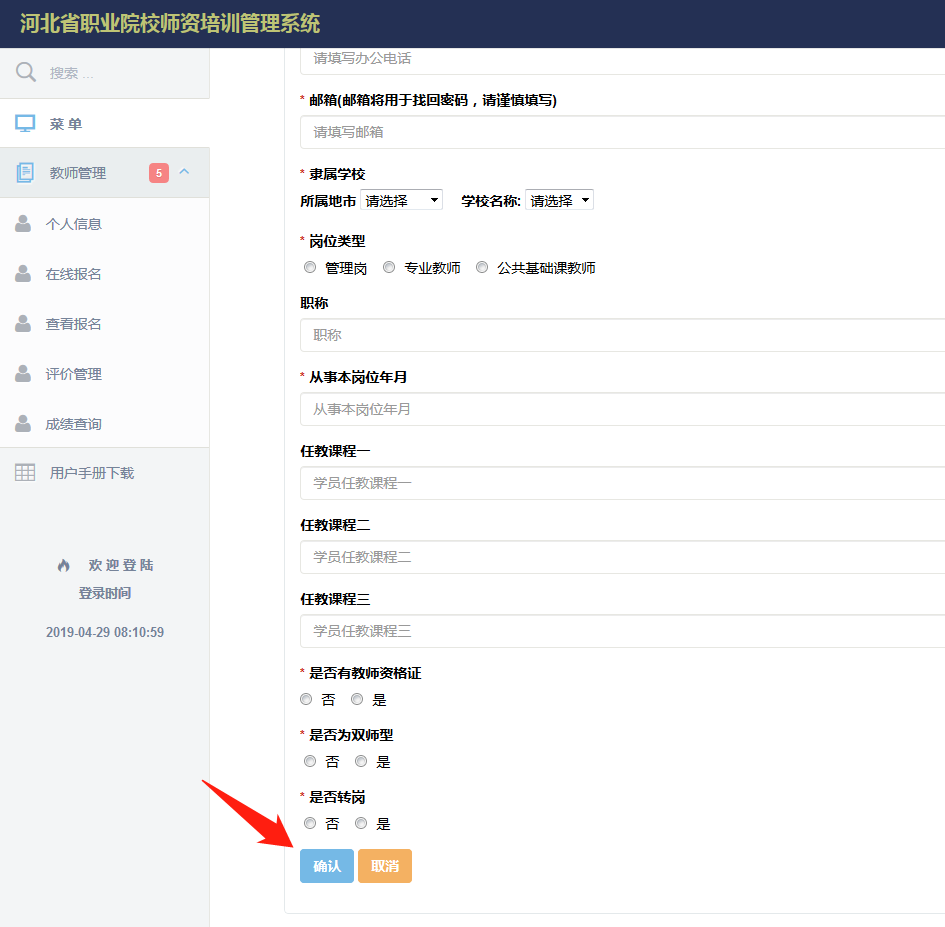 河北省职业院校师资培训管理系统
搜索 ...
菜 单
教师管理 5
个人信息
在线报名
查看报名
评价管理
成绩查询
用户手册下载
欢 迎 登 陆
登录时间
2019-04-29 08:10:59
请填写办公电话
* 邮箱(邮箱将用于找回密码，请谨慎填写)
请填写邮箱
* 隶属学校
所属地市 请选择 学校名称: 请选择
* 岗位类型
管理岗 专业教师 公共基础课教师
职称
职称
* 从事本岗位年月
从事本岗位年月
任教课程一
学员任教课程一
任教课程二
学员任教课程二
任教课程三
学员任教课程三
* 是否有教师资格证
否 是
* 是否为双师型
否 是
* 是否转岗
否 是
确认 取消